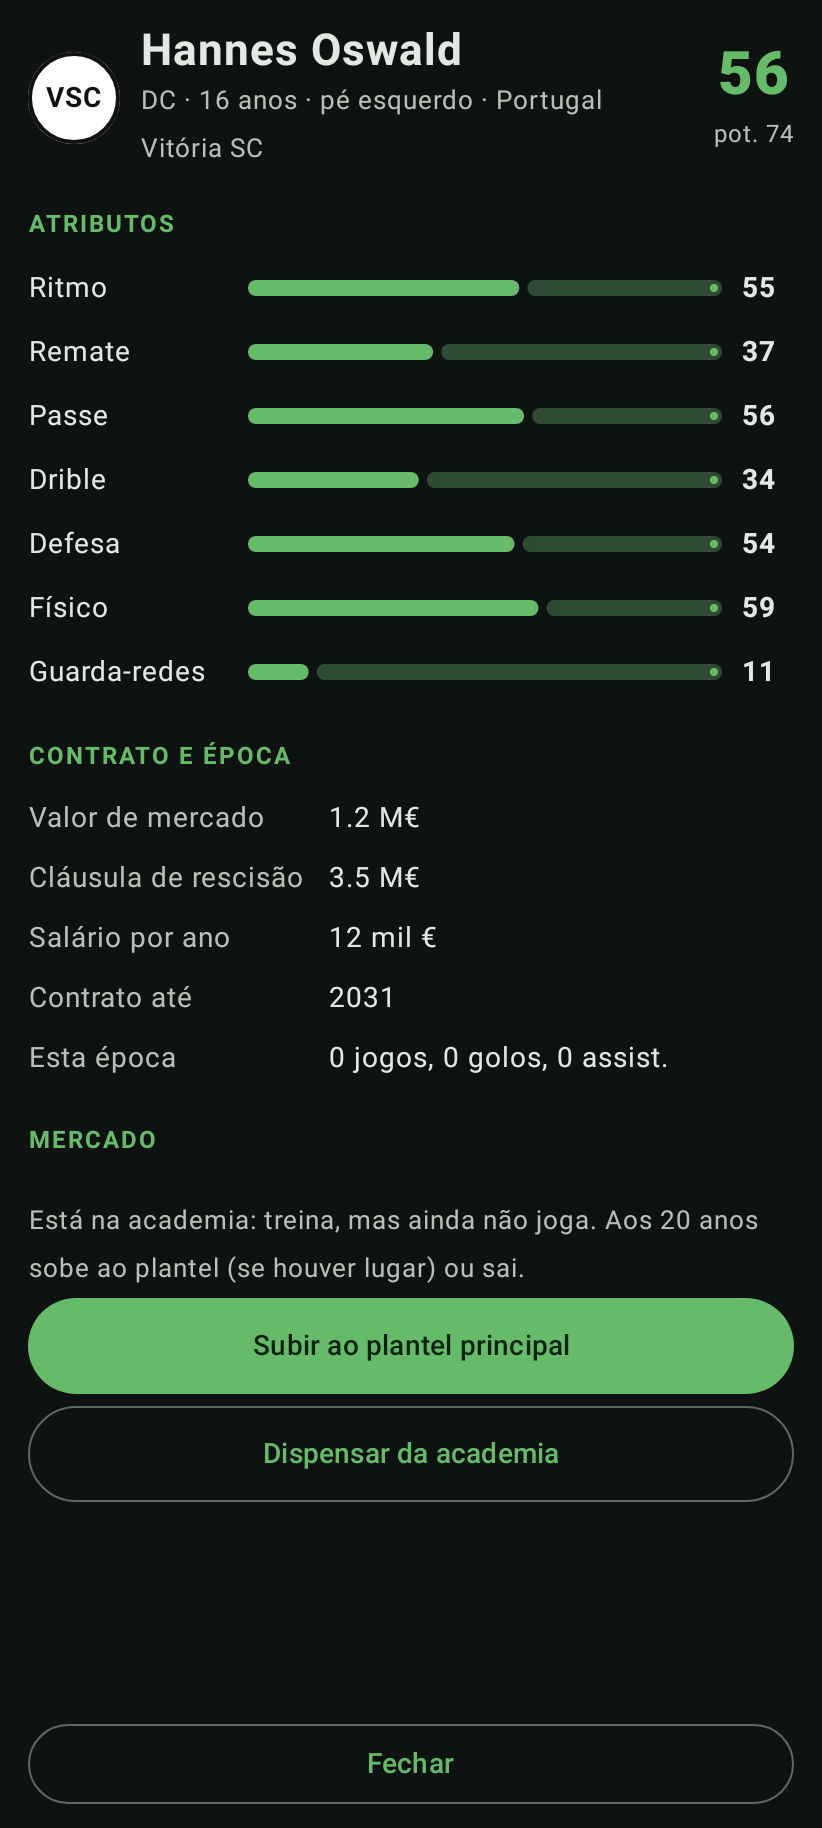 VSC
Hannes Oswald
DC · 16 anos · pé esquerdo · Portugal
Vitória SC
56
pot. 74
ATRIBUTOS
Ritmo 55
Remate 37
Passe 56
Drible 34
Defesa 54
Físico 59
Guarda-redes 11
CONTRATO E ÉPOCA
Valor de mercado 1.2 M€
Cláusula de rescisão 3.5 M€
Salário por ano 12 mil €
Contrato até 2031
Esta época 0 jogos, 0 golos, 0 assist.
MERCADO
Está na academia: treina, mas ainda não joga. Aos 20 anos
sobe ao plantel (se houver lugar) ou sai.
Subir ao plantel principal
Dispensar da academia
Fechar